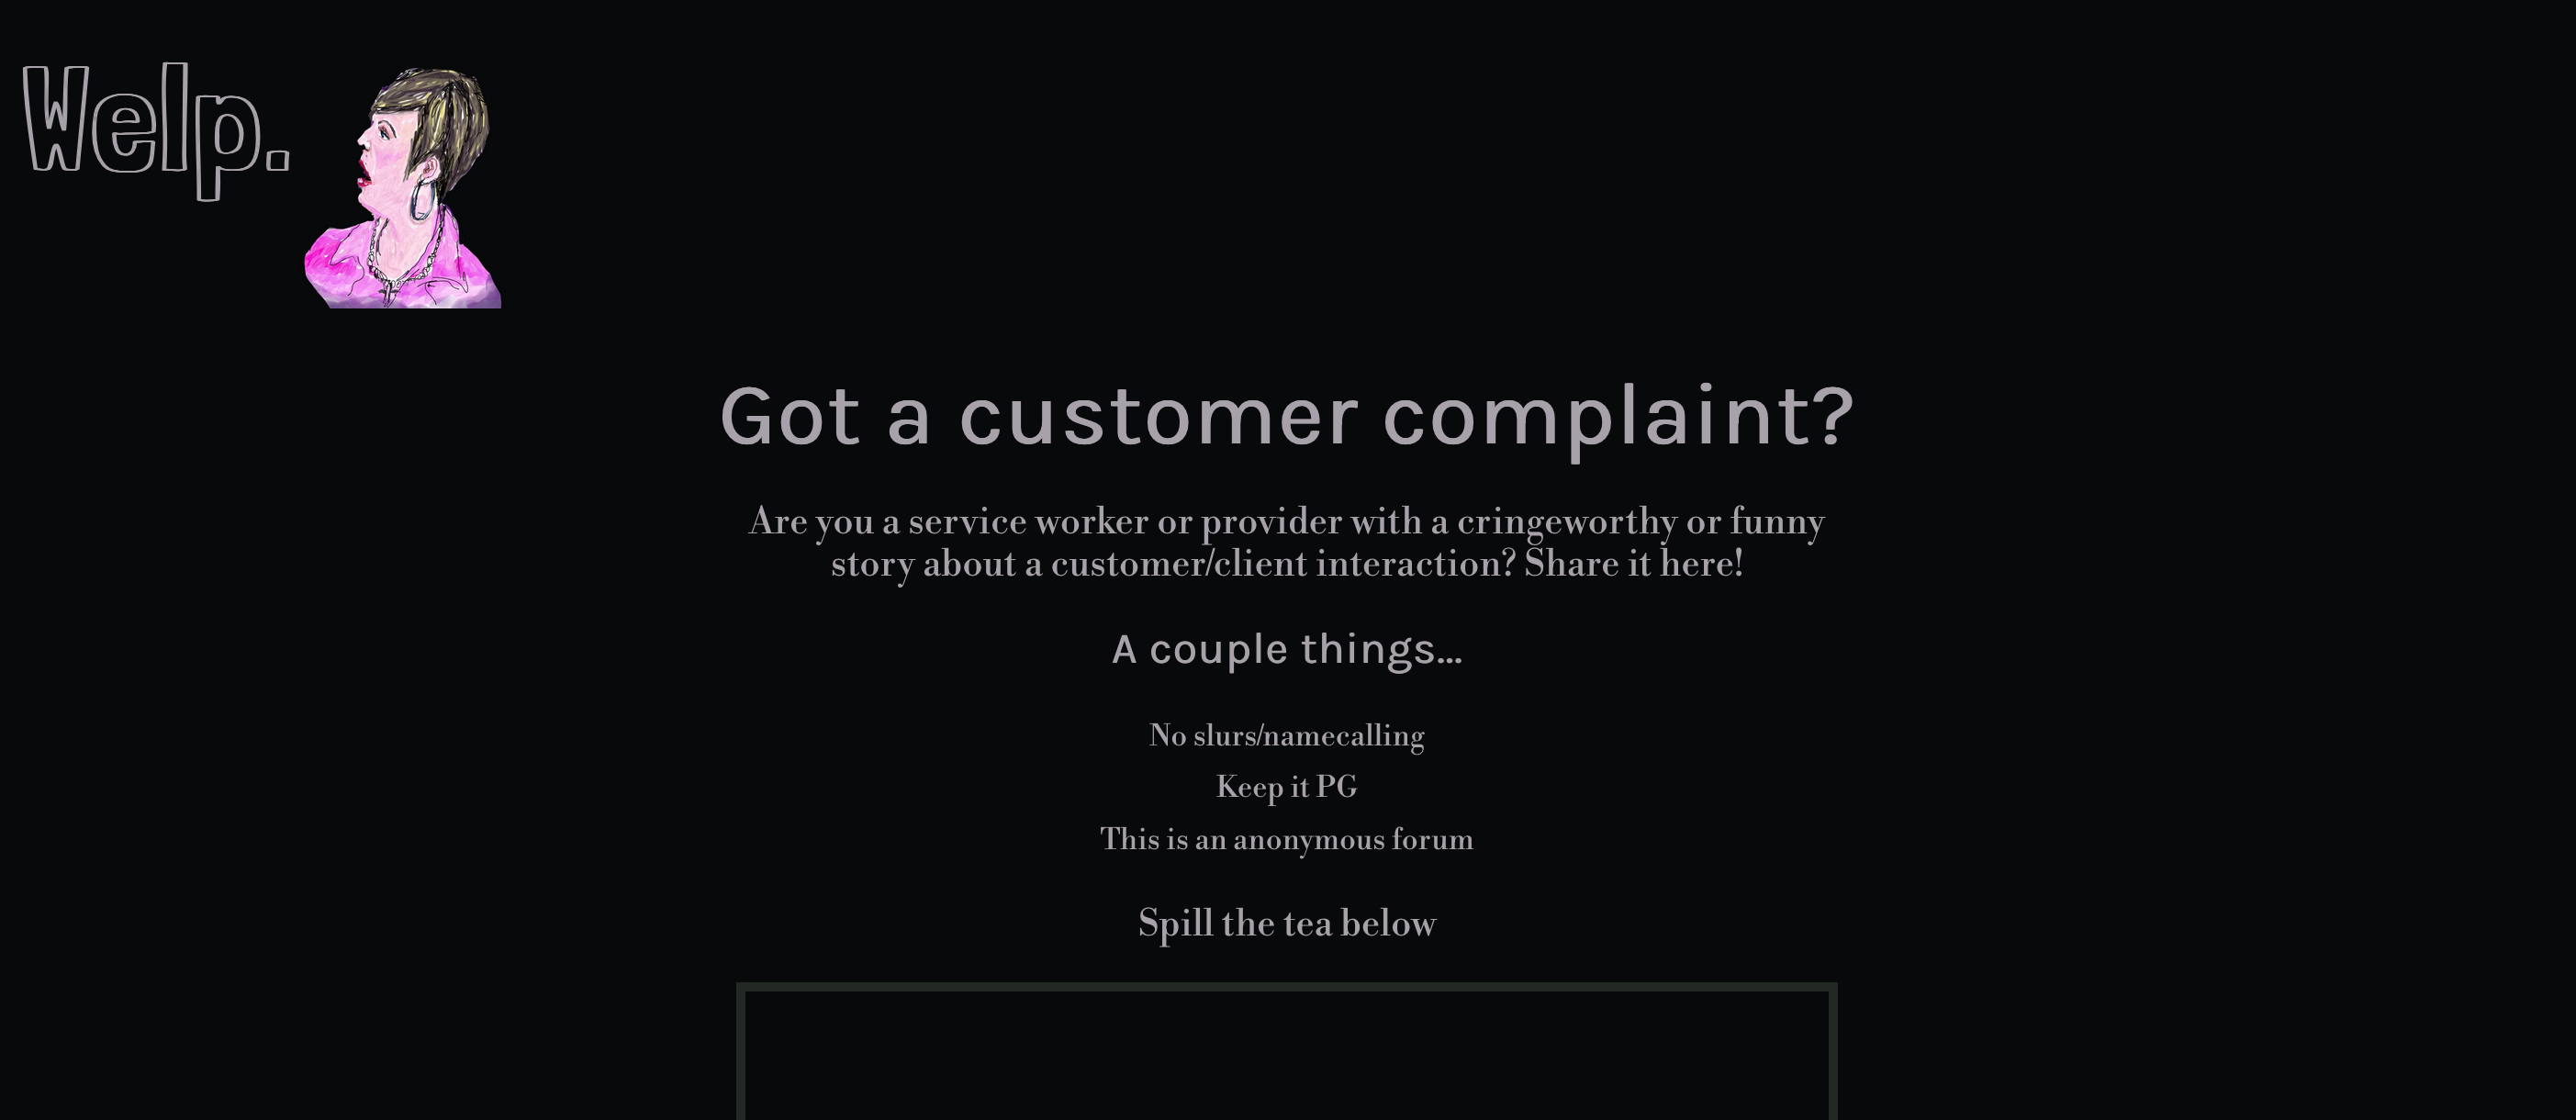 Welp.
Got a customer complaint?
Are you a service worker or provider with a cringeworthy or funny
story about a customer/client interaction? Share it here!
A couple things...
No slurs/namecalling
Keep it PG
This is an anonymous forum
Spill the tea below